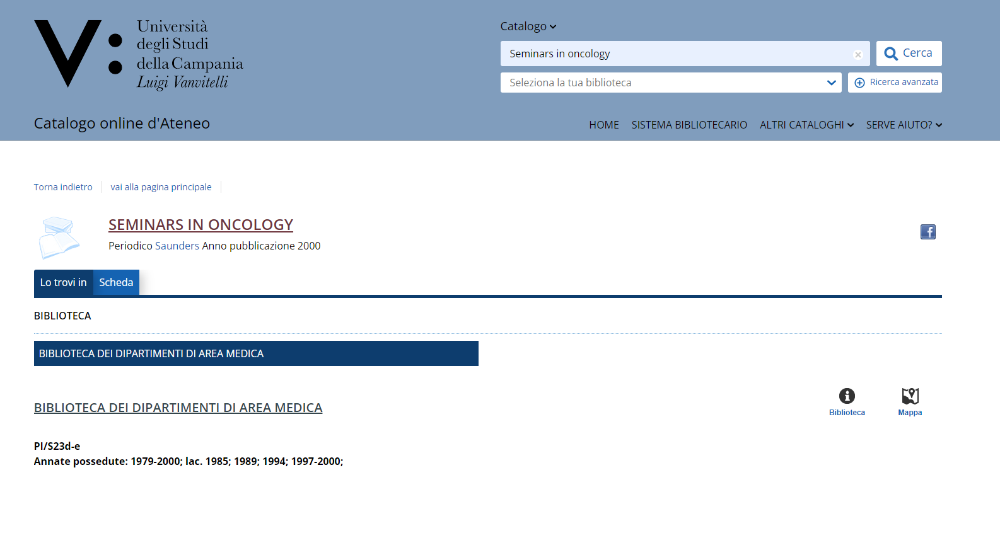 Università
degli Studi
della Campania
Luigi Vanvitelli
Catalogo online d'Ateneo
Catalogo
Seminars in oncology
Cerca
Seleziona la tua biblioteca
Ricerca avanzata
HOME SISTEMA BIBLIOTECARIO ALTRI CATALOGHI SERVE AIUTO?
Torna indietro vai alla pagina principale
SEMINARS IN ONCOLOGY
Periodico Saunders Anno pubblicazione 2000
Lo trovi in Scheda
BIBLIOTECA
BIBLIOTECA DEI DIPARTIMENTI DI AREA MEDICA
BIBLIOTECA DEI DIPARTIMENTI DI AREA MEDICA
Biblioteca Mappa
PI/S23d-e
Annate possedute: 1979-2000; lac. 1985; 1989; 1994; 1997-2000;